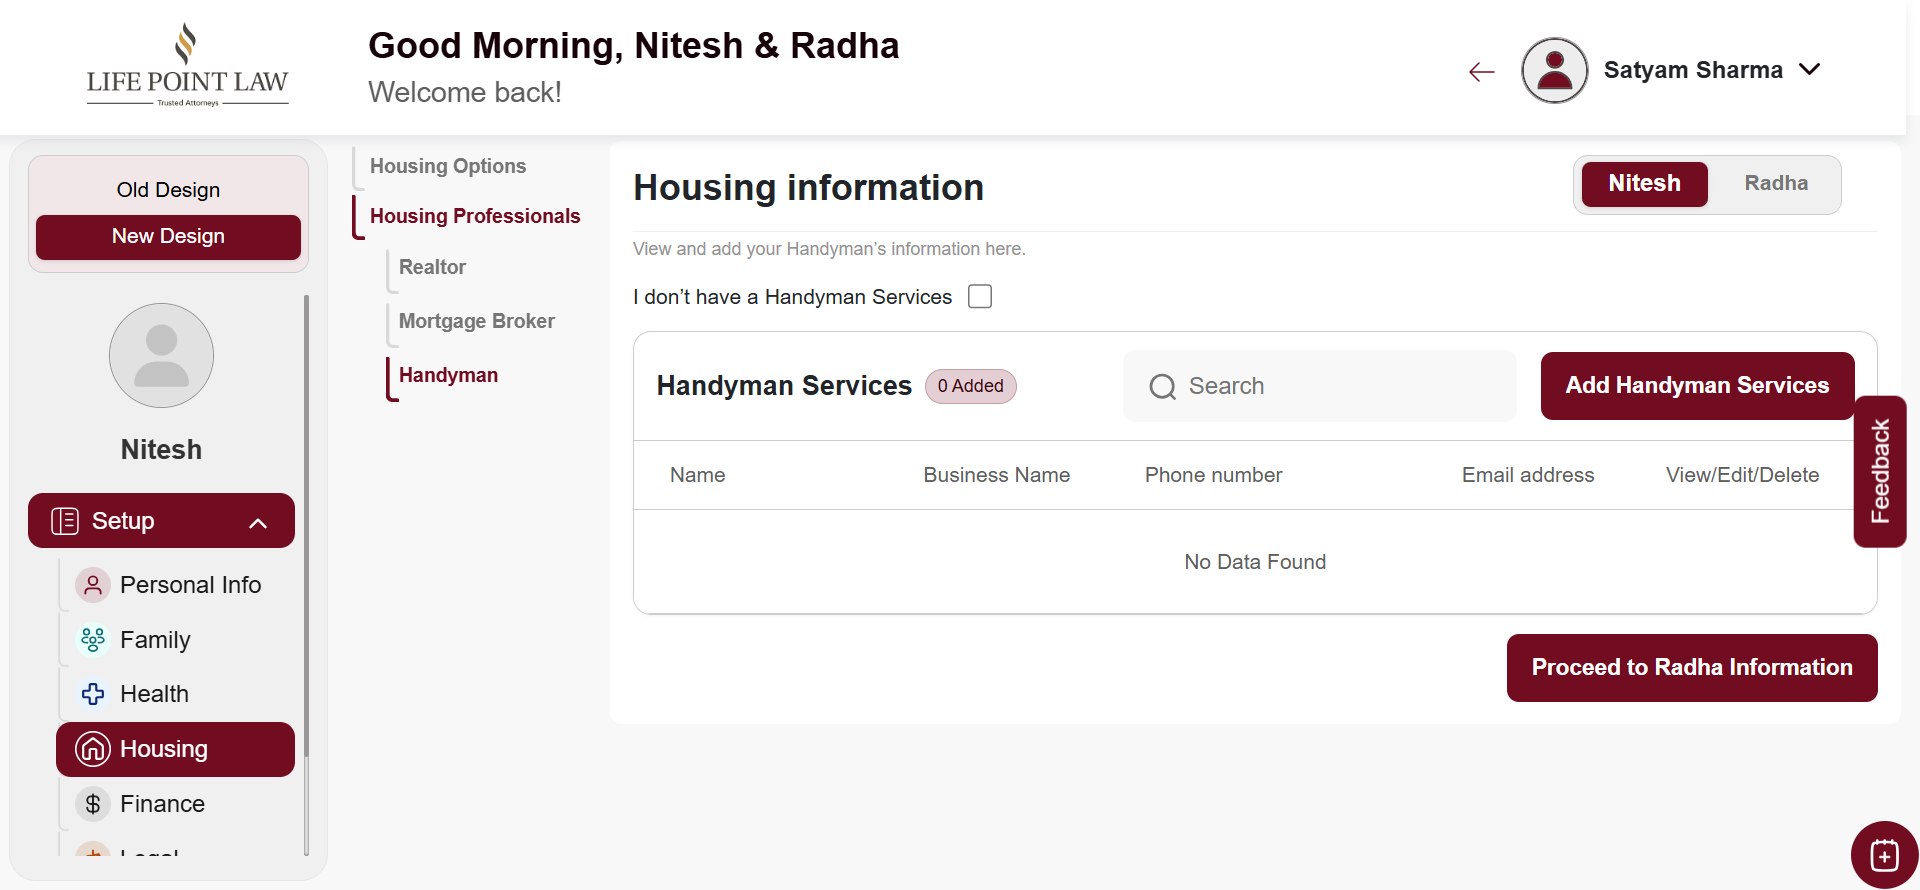 LIFE POINT LAW
Trusted Attorneys
Good Morning, Nitesh & Radha
Welcome back!
Satyam Sharma
Old Design
New Design
Nitesh
Setup
Personal Info
Family
Health
Housing
Finance
Housing Options
Housing Professionals
Realtor
Mortgage Broker
Handyman
Housing information
Nitesh
Radha
View and add your Handyman's information here.
I don't have a Handyman Services
Handyman Services
0 Added
Search
Add Handyman Services
Name
Business Name
Phone number
Email address
View/Edit/Delete
No Data Found
Proceed to Radha Information
Feedback